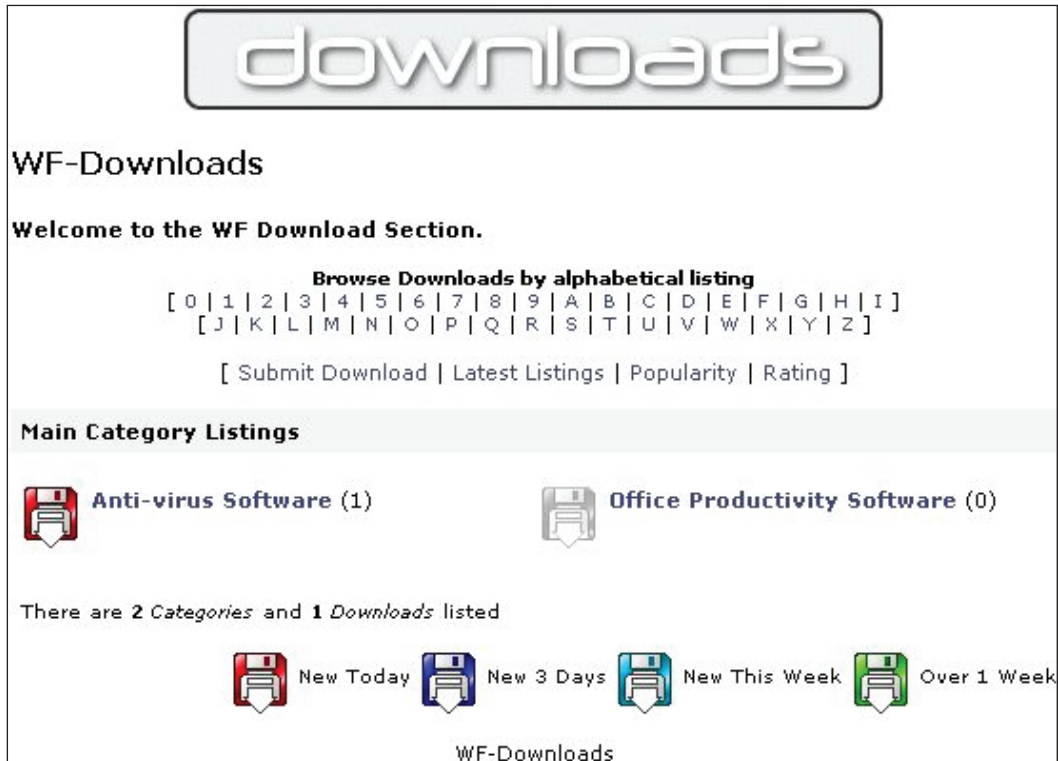 downloads
WF-Downloads
Welcome to the WF Download Section.
Browse Downloads by alphabetical listing
[ 0 | 1 | 2 | 3 | 4 | 5 | 6 | 7 | 8 | 9 | A | B | C | D | E | F | G | H | I ]
[ J | K | L | M | N | O | P | Q | R | S | T | U | V | W | X | Y | Z ]
[ Submit Download | Latest Listings | Popularity | Rating ]
Main Category Listings
Anti-virus Software (1) Office Productivity Software (0)
There are 2 Categories and 1 Downloads listed
New Today New 3 Days New This Week Over 1 Week
WF-Downloads